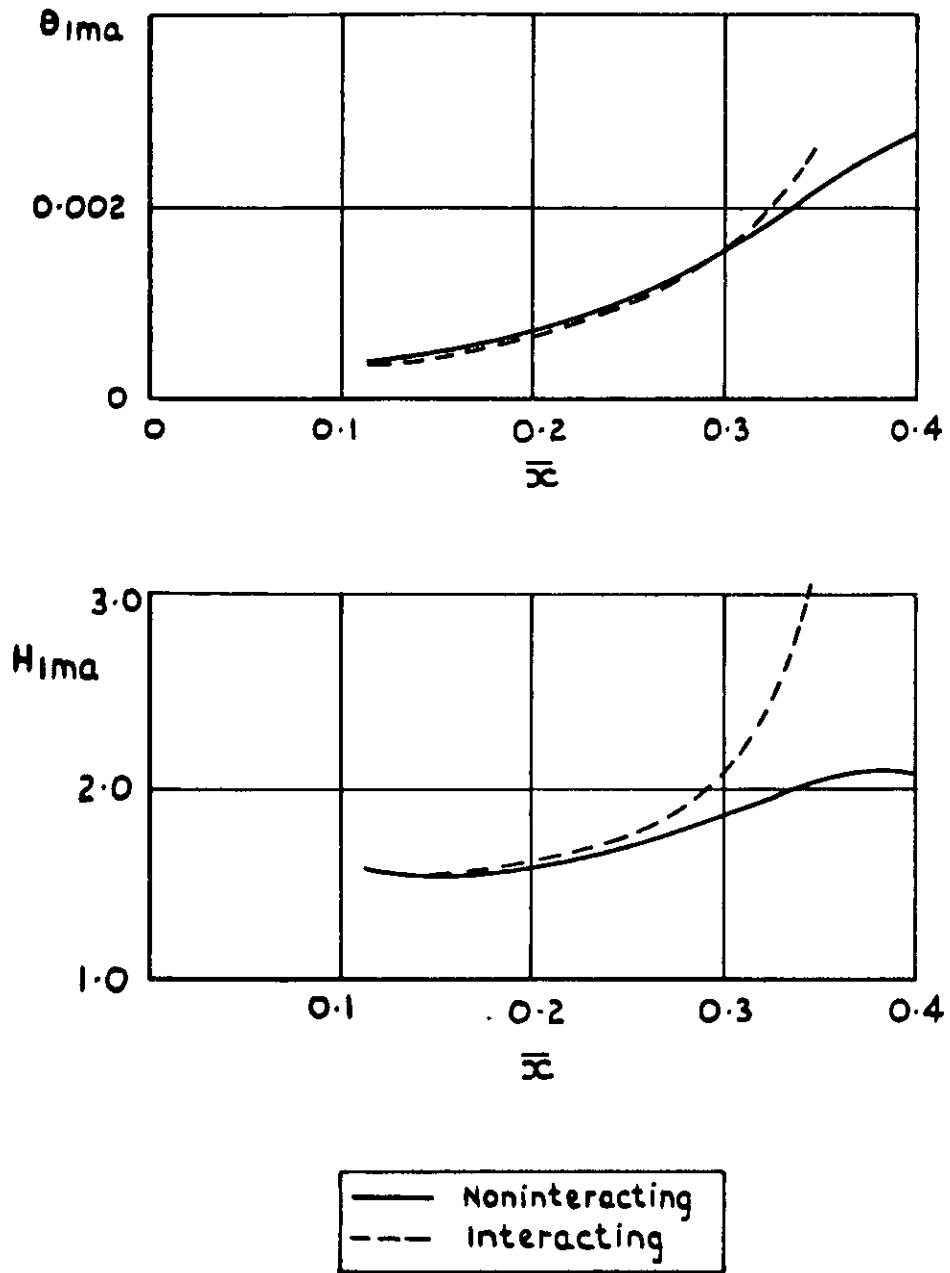 θ1ma
0.002
0
0 0.1 0.2 0.3 0.4
x̄
3.0
H1ma
2.0
1.0
0.1 0.2 0.3 0.4
x̄
Noninteracting
Interacting